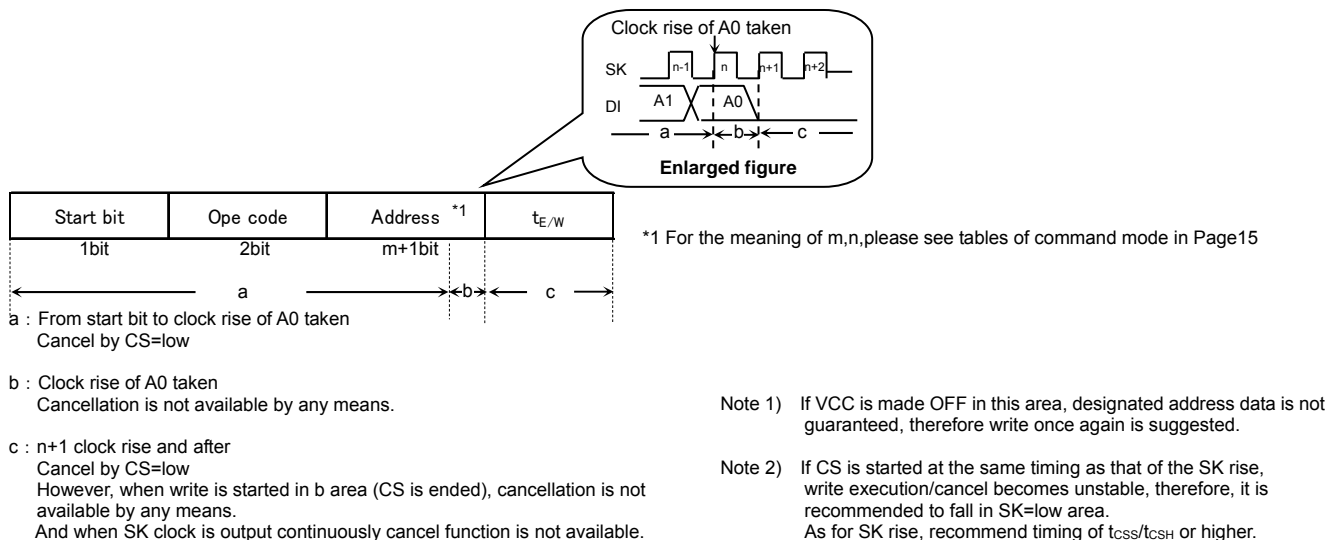 Clock rise of A0 taken
SK
n-1
n
n+1
n+2
DI
A1
A0
a
b
c
Enlarged figure
Start bit
Ope code
Address *1
tE/W
1bit
2bit
m+1bit
*1 For the meaning of m,n,please see tables of command mode in Page15
a
b
c
a : From start bit to clock rise of A0 taken
Cancel by CS=low
b : Clock rise of A0 taken
Cancellation is not available by any means.
c : n+1 clock rise and after
Cancel by CS=low
However, when write is started in b area (CS is ended), cancellation is not
available by any means.
And when SK clock is output continuously cancel function is not available.
Note 1) If VCC is made OFF in this area, designated address data is not
guaranteed, therefore write once again is suggested.
Note 2) If CS is started at the same timing as that of the SK rise,
write execution/cancel becomes unstable, therefore, it is
recommended to fall in SK=low area.
As for SK rise, recommend timing of tCSS/tCSH or higher.